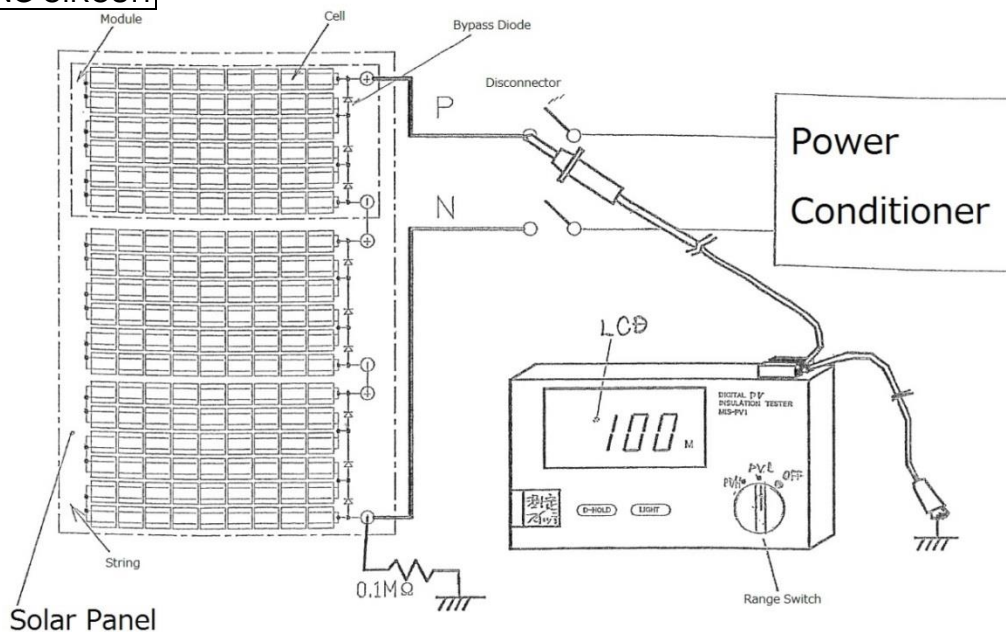 Module
Cell
Bypass Diode
Disconnector
P
N
Power
Conditioner
LCD
100 M
DIGITAL PV
INSULATION TESTER
MIS-PV1
PV.H
PV.L
OFF
D-HOLD
LIGHT
0.1MΩ
String
Range Switch
Solar Panel